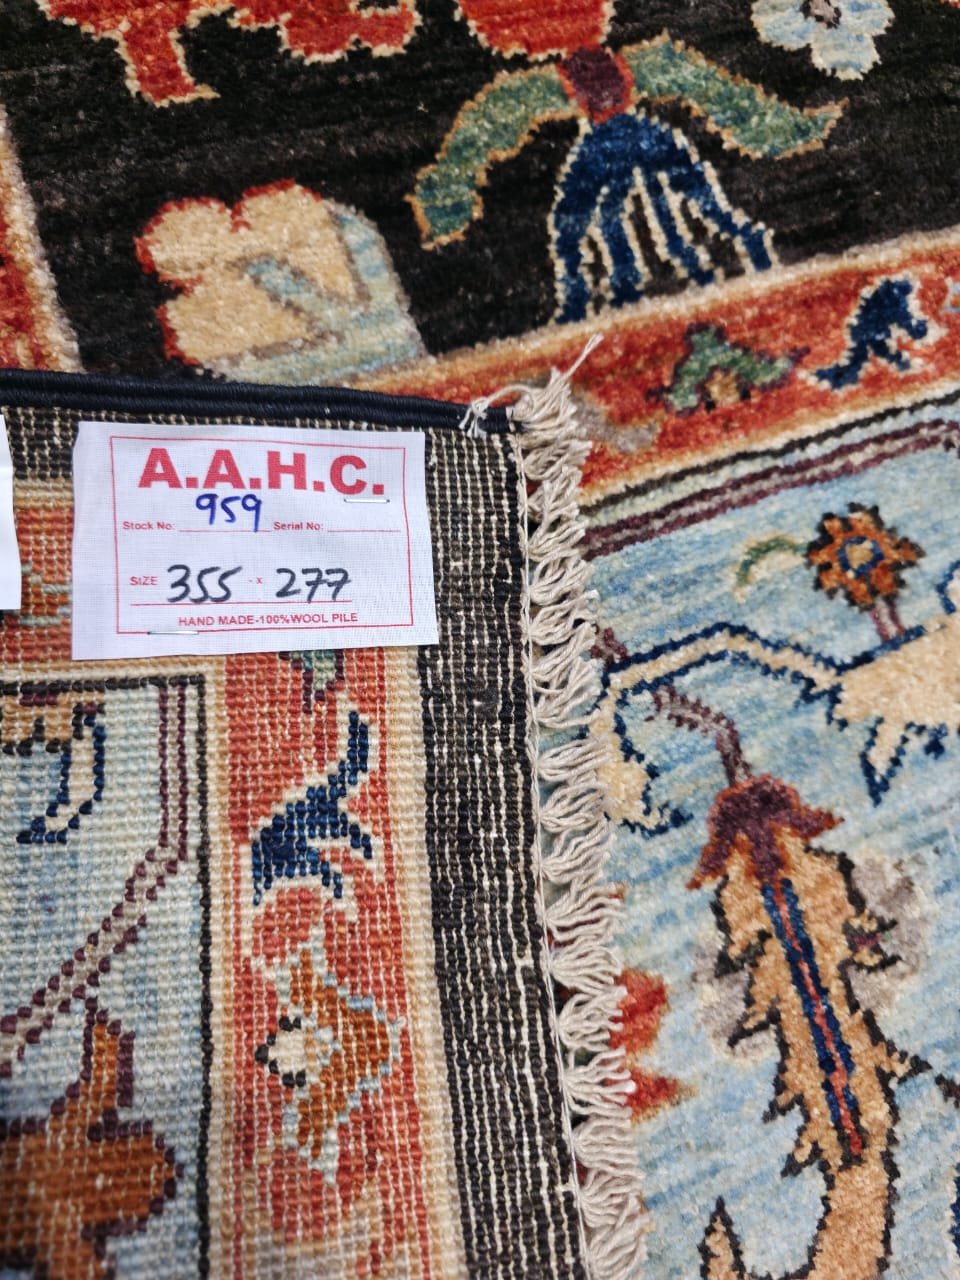 A.A.H.C.
Stock No: 959 Serial No:
SIZE 355 - x 277
HAND MADE-100%WOOL PILE